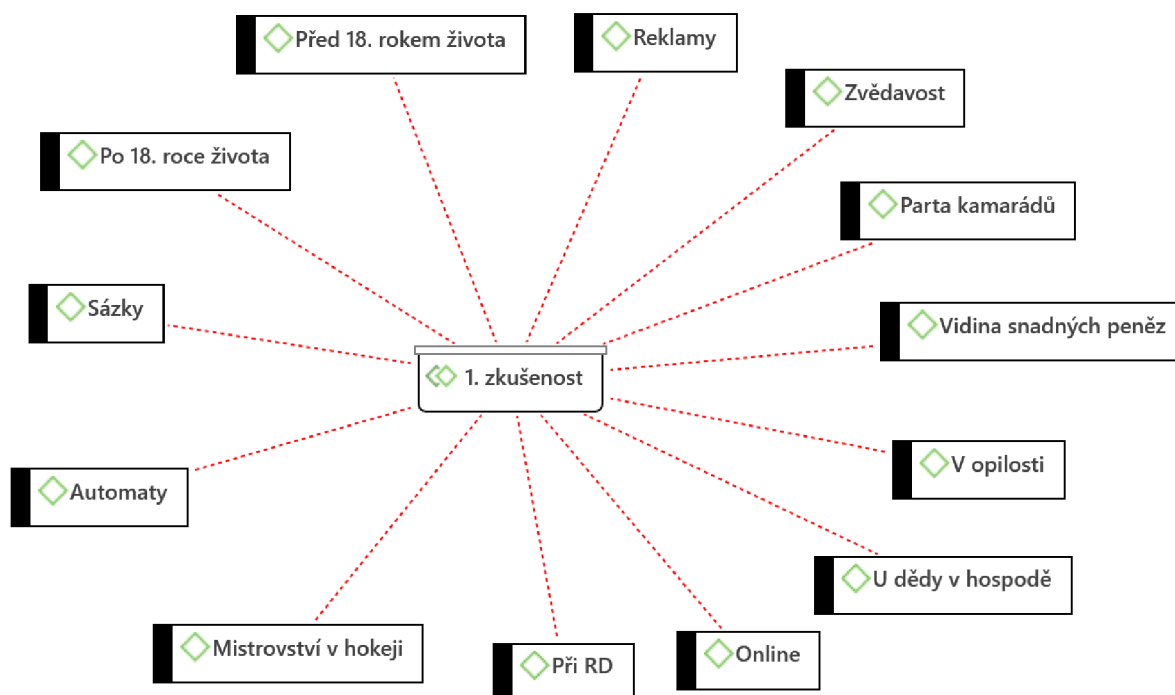 Před 18. rokem života
Reklamy
Zvědavost
Po 18. roce života
Parta kamarádů
Sázky
Vidina snadných peněz
1. zkušenost
V opilosti
Automaty
U dědy v hospodě
Mistrovství v hokeji
Při RD
Online